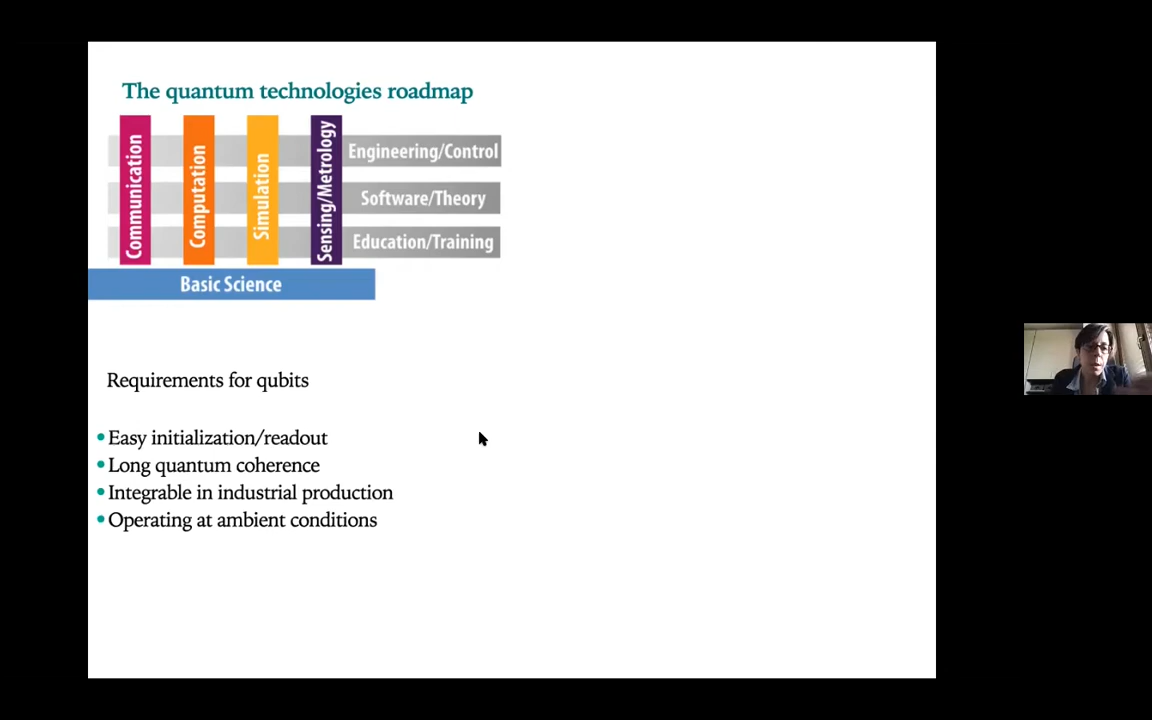 The quantum technologies roadmap
Communication
Computation
Simulation
Sensing/Metrology
Engineering/Control
Software/Theory
Education/Training
Basic Science
Requirements for qubits
•Easy initialization/readout
•Long quantum coherence
•Integrable in industrial production
•Operating at ambient conditions